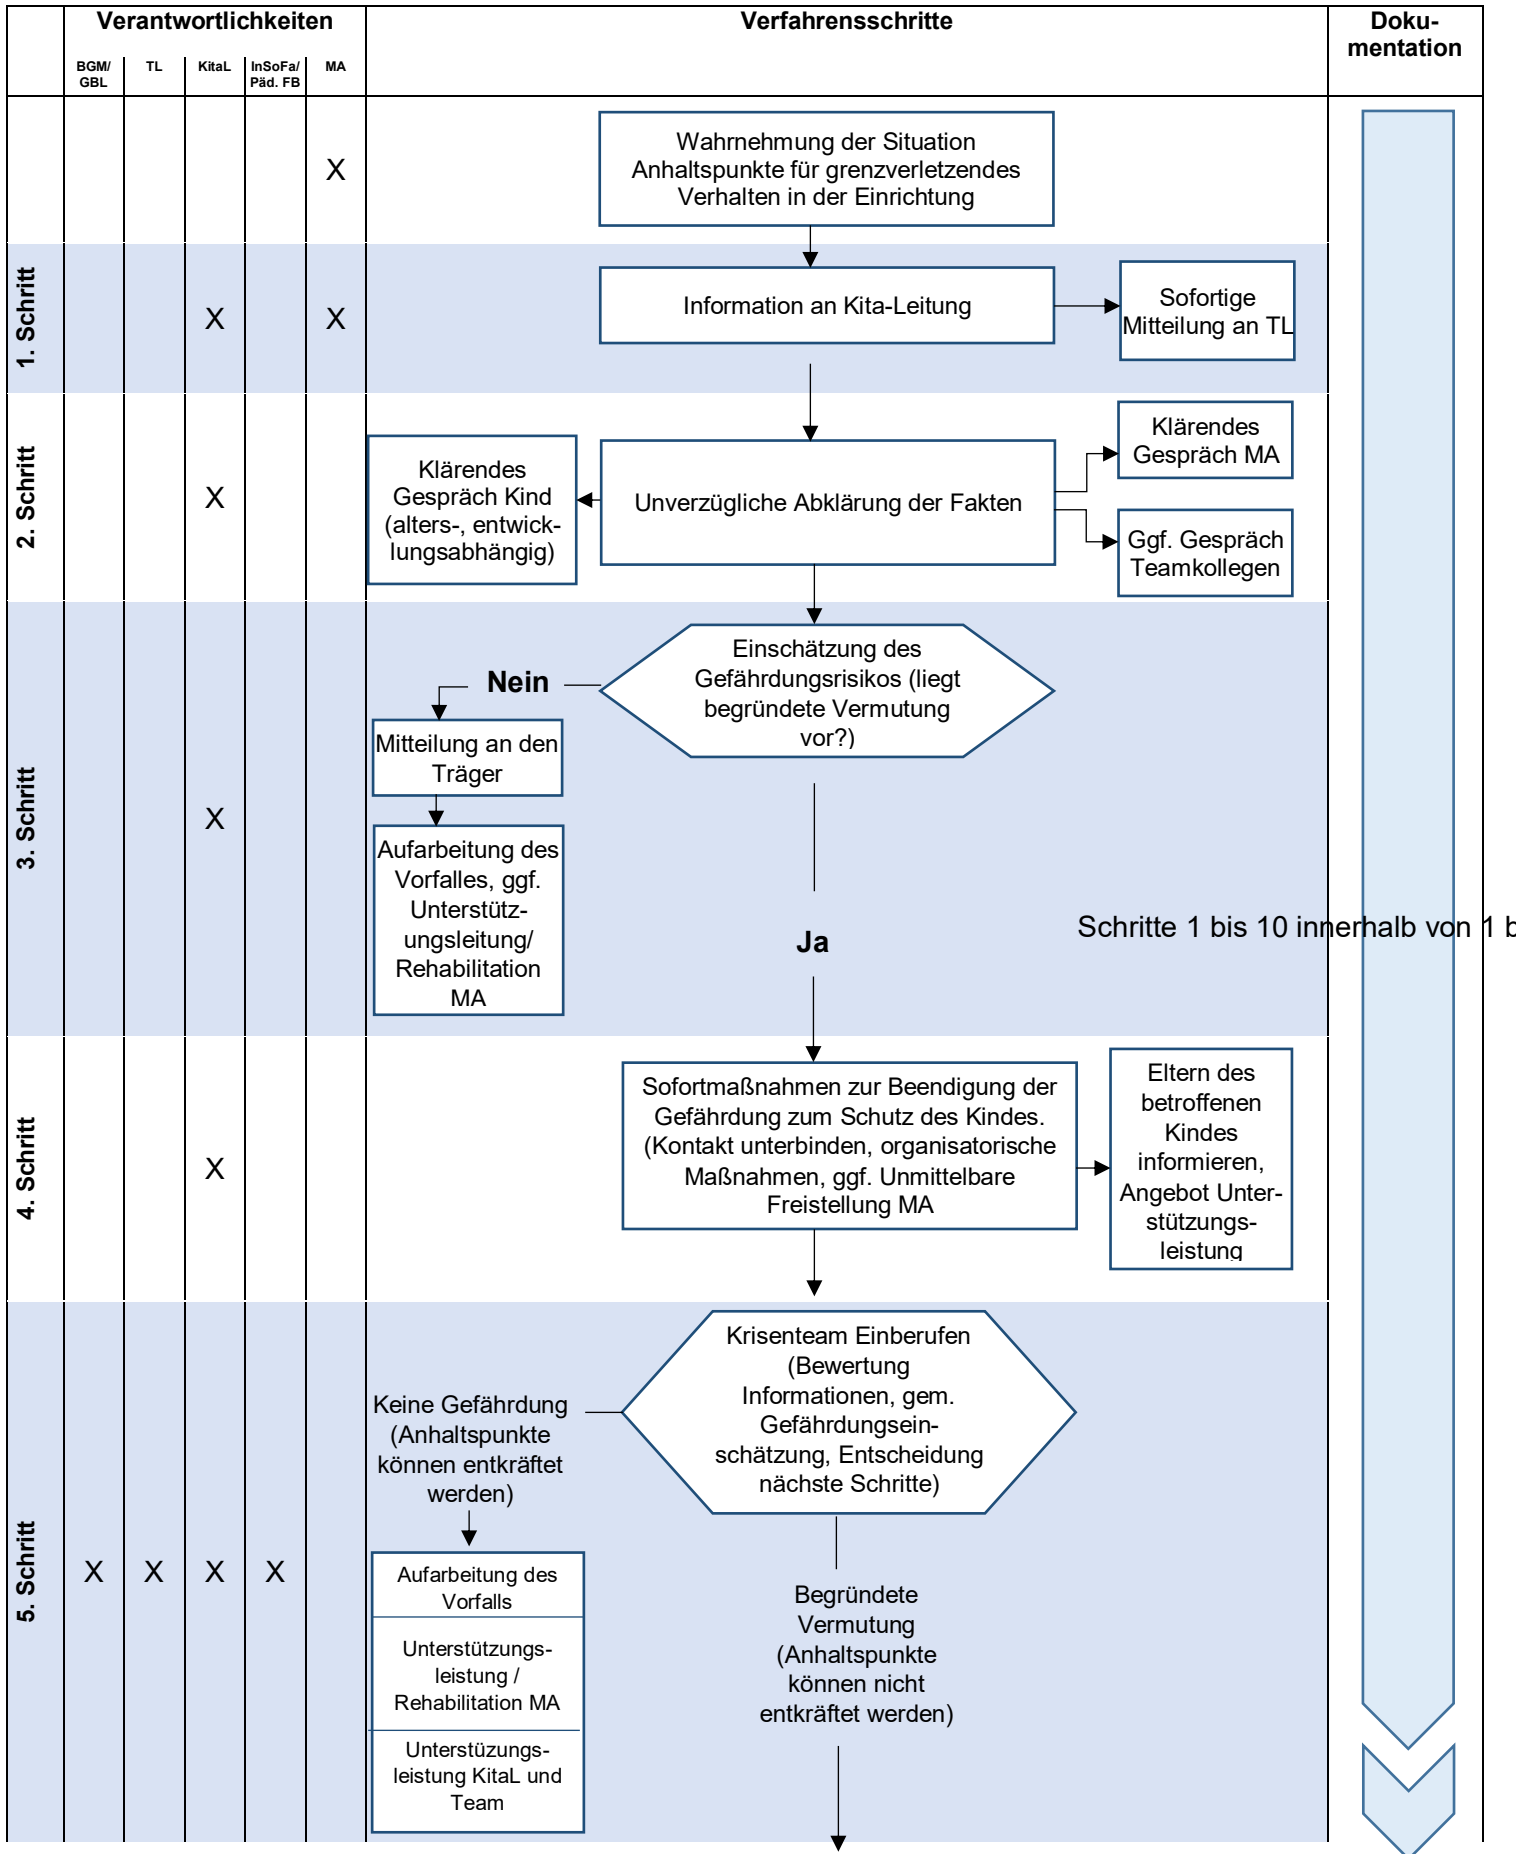 Verantwortlichkeiten
Verfahrensschritte
Doku-
mentation
BGM/
GBL
TL
KitaL
InSoFa/
Päd. FB
MA
Wahrnehmung der Situation
Anhaltspunkte für grenzverletzendes
Verhalten in der Einrichtung
X
1. Schritt
X
X
Information an Kita-Leitung
Sofortige
Mitteilung an TL
2. Schritt
X
Klärendes
Gespräch Kind
(alters-, entwick-
lungsabhängig)
Unverzügliche Abklärung der Fakten
Klärendes
Gespräch MA
Ggf. Gespräch
Teamkollegen
3. Schritt
X
Einschätzung des
Gefährdungsrisikos (liegt
begründete Vermutung
vor?)
Nein
Mitteilung an den
Träger
Aufarbeitung des
Vorfalles, ggf.
Unterstütz-
ungsleitung/
Rehabilitation
MA
Ja
Schritte 1 bis 10 innerhalb von 1 b
4. Schritt
X
Sofortmaßnahmen zur Beendigung der
Gefährdung zum Schutz des Kindes.
(Kontakt unterbinden, organisatorische
Maßnahmen, ggf. Unmittelbare
Freistellung MA
Eltern des
betroffenen
Kindes
informieren,
Angebot Unter-
stützungs-
leistung
5. Schritt
X
X
X
X
Krisenteam Einberufen
(Bewertung
Informationen, gem.
Gefährdungsein-
schätzung, Entscheidung
nächste Schritte)
Keine Gefährdung
(Anhaltspunkte
können entkräftet
werden)
Aufarbeitung des
Vorfalls
Unterstützungs-
leistung /
Rehabilitation MA
Unterstüzungs-
leistung KitaL und
Team
Begründete
Vermutung
(Anhaltspunkte
können nicht
entkräftet werden)